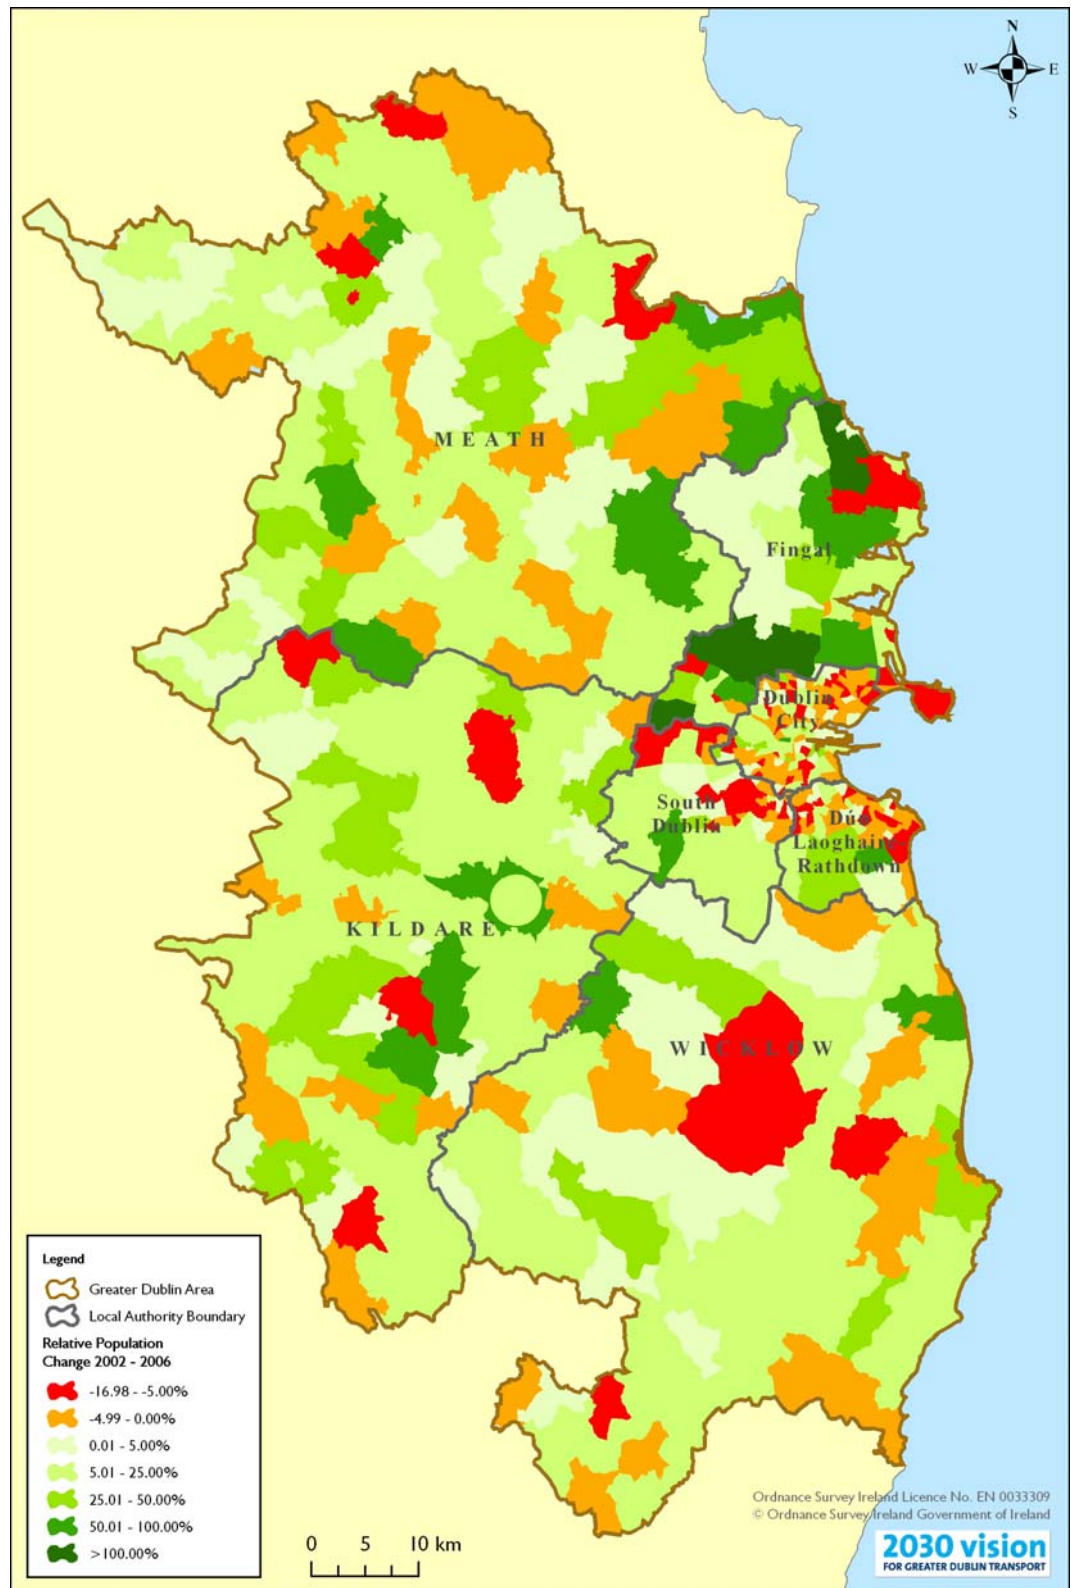 N
W E
S
MEATH
Fingal
Dublin
City
South
Dublin
Dún
Laoghaire-
Rathdown
KILDARE
WICKLOW
Legend
Greater Dublin Area
Local Authority Boundary
Relative Population
Change 2002 - 2006
-16.98 - -5.00%
-4.99 - 0.00%
0.01 - 5.00%
5.01 - 25.00%
25.01 - 50.00%
50.01 - 100.00%
>100.00%
0 5 10 km
Ordnance Survey Ireland Licence No. EN 0033309
© Ordnance Survey Ireland Government of Ireland
2030 vision
FOR GREATER DUBLIN TRANSPORT